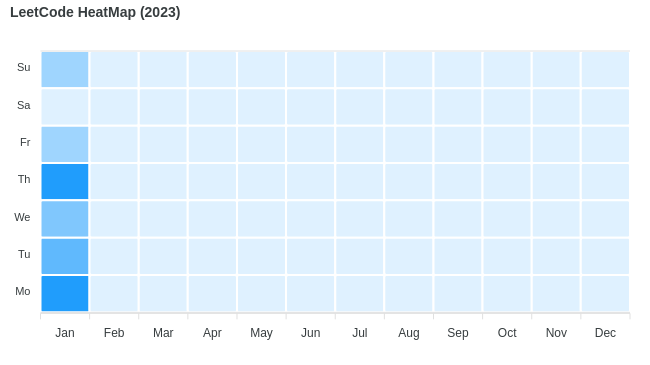 LeetCode HeatMap (2023)
Su
Sa
Fr
Th
We
Tu
Mo
Jan Feb Mar Apr May Jun Jul Aug Sep Oct Nov Dec